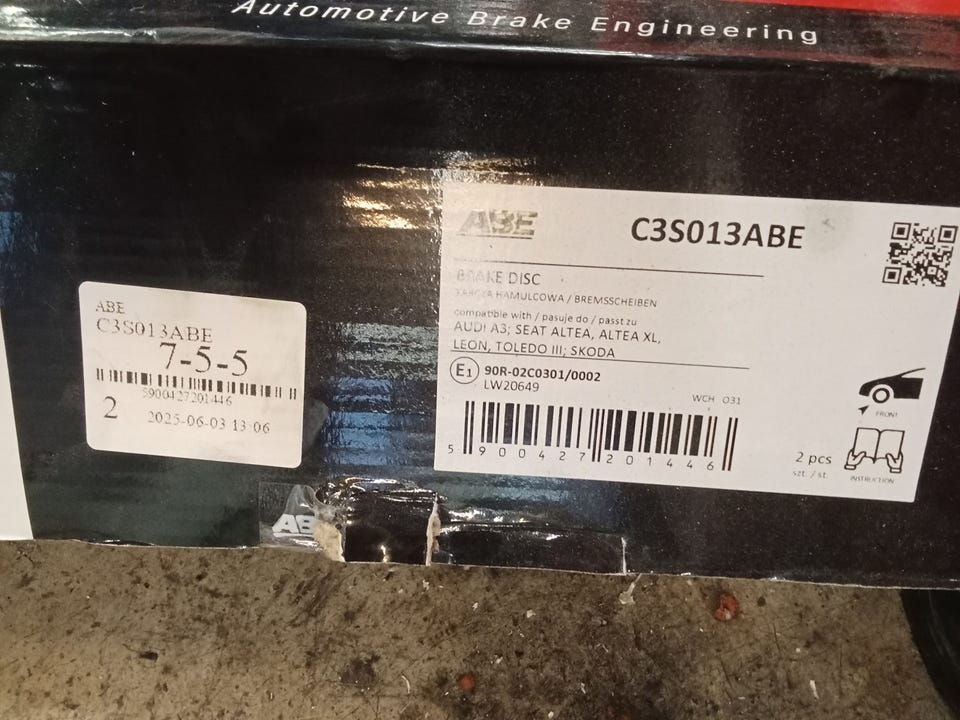 Automotive Brake Engineering
ABE
C3S013ABE
BRAKE DISC
TARCZA HAMULCOWA / BREMSSCHEIBEN
compatible with / pasuje do / passt zu
AUDI A3; SEAT ALTEA, ALTEA XL,
LEON, TOLEDO III; SKODA
E1 90R-02C0301/0002
LW20649
WCH O31
5 900427 201446
FRONT
2 pcs
szt. / st.
INSTRUCTION
ABE
C3S013ABE
7-5-5
5900427201446
2
2025-06-03 13:06
AB